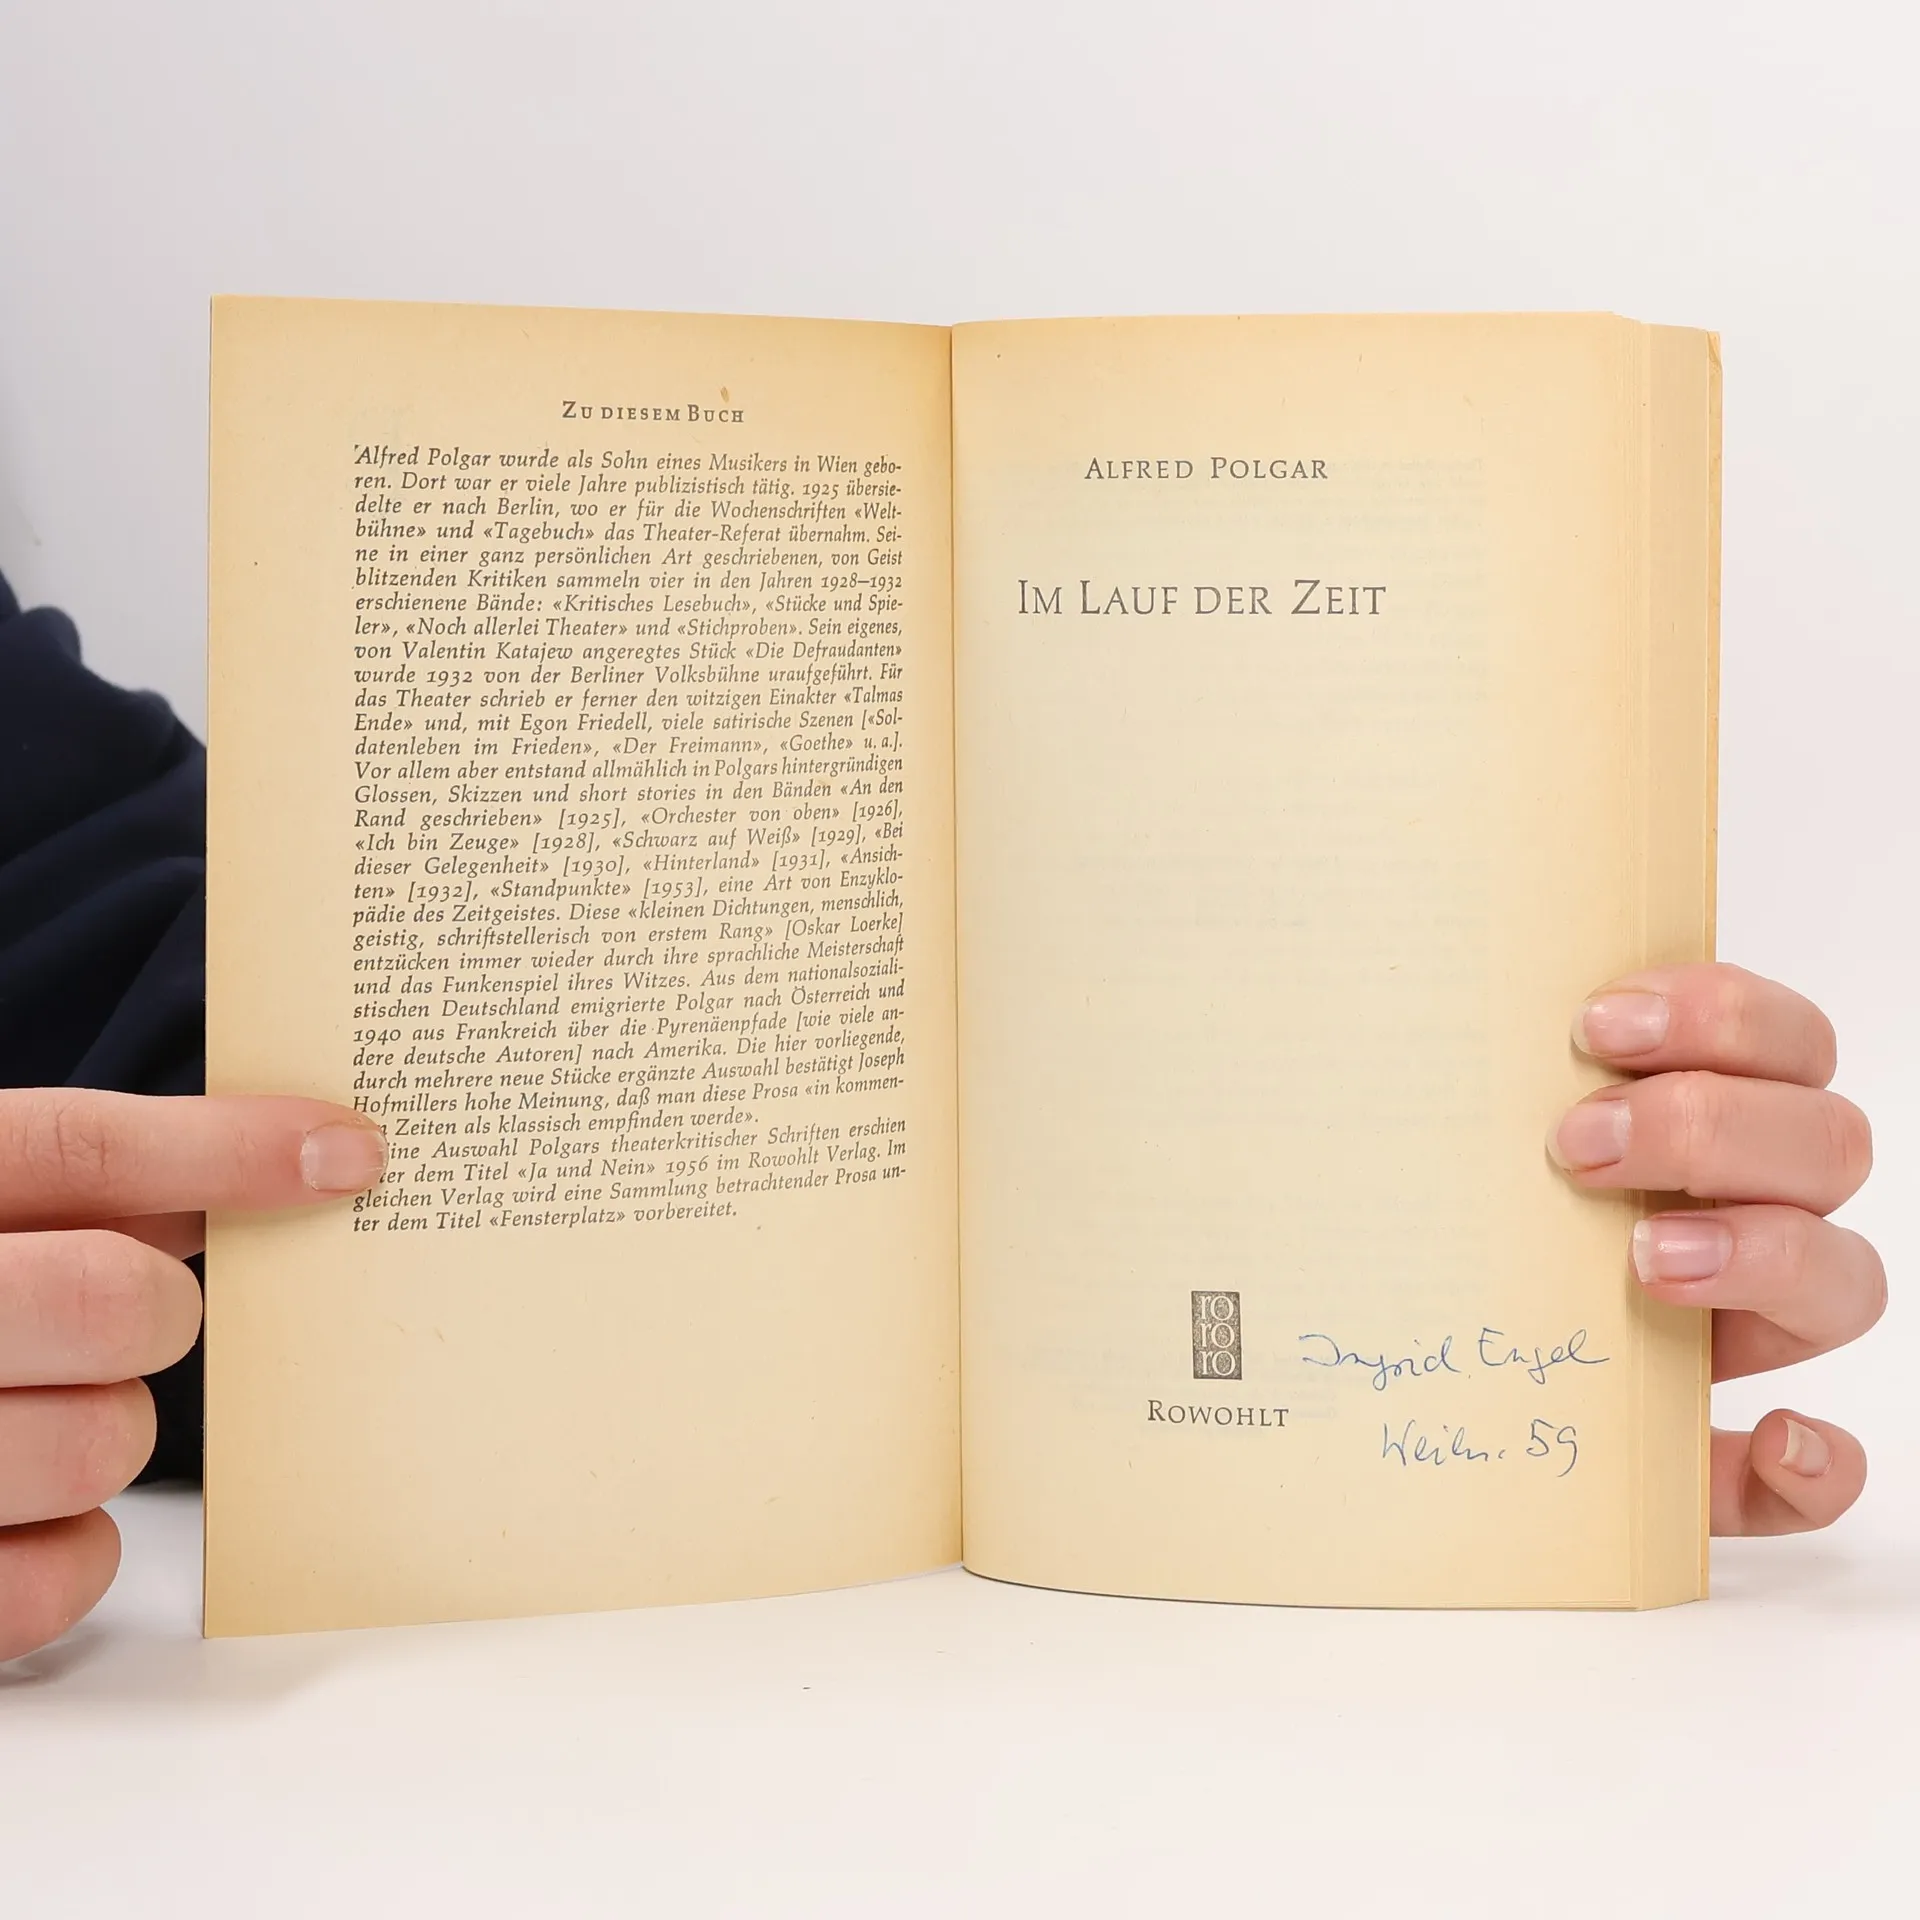 ZU DIESEM BUCH
Alfred Polgar wurde als Sohn eines Musikers in Wien gebo-
ren. Dort war er viele Jahre publizistisch tätig. 1925 übersie-
delte er nach Berlin, wo er für die Wochenschriften «Welt-
bühne» und «Tagebuch» das Theater-Referat übernahm. Sei-
ne in einer ganz persönlichen Art geschriebenen, von Geist
blitzenden Kritiken sammeln vier in den Jahren 1928–1932
erschienene Bände: «Kritisches Lesebuch», «Stücke und Spie-
ler», «Noch allerlei Theater» und «Stichproben». Sein eigenes,
von Valentin Katajew angeregtes Stück «Die Defraudanten»
wurde 1932 von der Berliner Volksbühne uraufgeführt. Für
das Theater schrieb er ferner den witzigen Einakter «Talmas
Ende» und, mit Egon Friedell, viele satirische Szenen [«Sol-
datenleben im Frieden», «Der Freimann», «Goethe» u. a.].
Vor allem aber entstand allmählich in Polgars hintergründigen
Glossen, Skizzen und short stories in den Bänden «An den
Rand geschrieben» [1925], «Orchester von oben» [1926],
«Ich bin Zeuge» [1928], «Schwarz auf Weiß» [1929], «Bei
dieser Gelegenheit» [1930], «Hinterland» [1931], «Ansich-
ten» [1932], «Standpunkte» [1953], eine Art von Enzyklo-
pädie des Zeitgeistes. Diese «kleinen Dichtungen, menschlich,
geistig, schriftstellerisch von erstem Rang» [Oskar Loerke]
entzücken immer wieder durch ihre sprachliche Meisterschaft
und das Funkenspiel ihres Witzes. Aus dem nationalsoziali-
stischen Deutschland emigrierte Polgar nach Österreich und
1940 aus Frankreich über die Pyrenäenpfade [wie viele an-
dere deutsche Autoren] nach Amerika. Die hier vorliegende,
durch mehrere neue Stücke ergänzte Auswahl bestätigt Joseph
Hofmillers hohe Meinung, daß man diese Prosa «in kommen-
Zeiten als klassisch empfinden werde».
ine Auswahl Polgars theaterkritischer Schriften erschien
ter dem Titel «Ja und Nein» 1956 im Rowohlt Verlag. Im
gleichen Verlag wird eine Sammlung betrachtender Prosa un-
ter dem Titel «Fensterplatz» vorbereitet.
ALFRED POLGAR
IM LAUF DER ZEIT
ro
ro
ro
ROWOHLT
Ingrid Engel
Weihn. 59